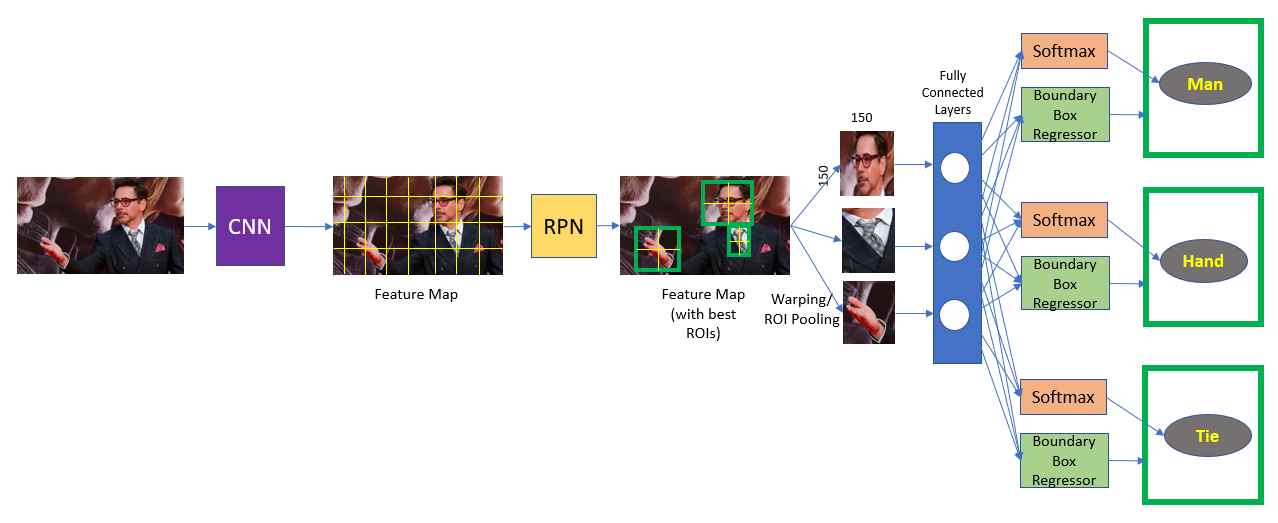 CNN
Feature Map
RPN
Feature Map
(with best
ROIs)
Warping/
ROI Pooling
150
150
Fully
Connected
Layers
Softmax
Boundary
Box
Regressor
Man
Softmax
Boundary
Box
Regressor
Hand
Softmax
Boundary
Box
Regressor
Tie